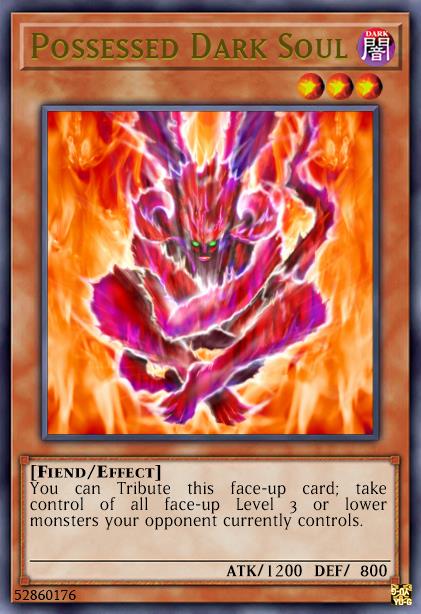 Possessed Dark Soul
DARK
闇
[Fiend/Effect]
You can Tribute this face-up card; take
control of all face-up Level 3 or lower
monsters your opponent currently controls.
ATK/1200 DEF/ 800
52860176